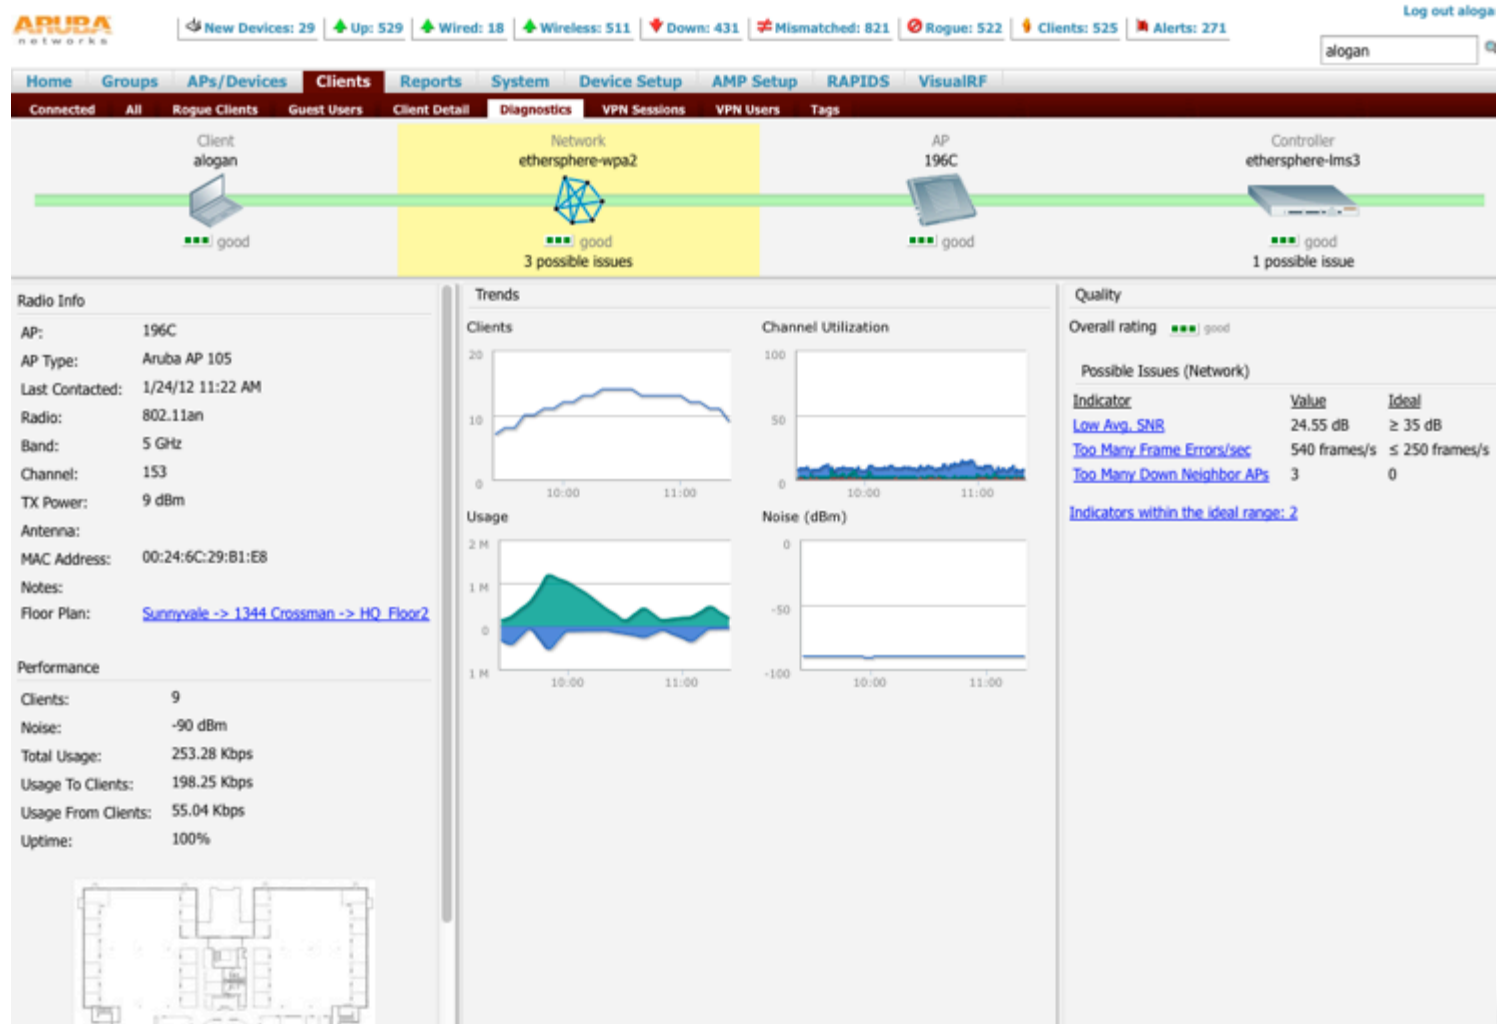 ARUBA
networks
New Devices: 29 Up: 529 Wired: 18 Wireless: 511 Down: 431 Mismatched: 821 Rogue: 522 Clients: 525 Alerts: 271
Log out alogan
alogan
Home Groups APs/Devices Clients Reports System Device Setup AMP Setup RAPIDS VisualRF
Connected All Rogue Clients Guest Users Client Detail Diagnostics VPN Sessions VPN Users Tags
Client
alogan
good
Network
ethersphere-wpa2
good
3 possible issues
AP
196C
good
Controller
ethersphere-lms3
good
1 possible issue
Radio Info
AP: 196C
AP Type: Aruba AP 105
Last Contacted: 1/24/12 11:22 AM
Radio: 802.11an
Band: 5 GHz
Channel: 153
TX Power: 9 dBm
Antenna:
MAC Address: 00:24:6C:29:B1:E8
Notes:
Floor Plan: Sunnyvale -> 1344 Crossman -> HQ_Floor2
Performance
Clients: 9
Noise: -90 dBm
Total Usage: 253.28 Kbps
Usage To Clients: 198.25 Kbps
Usage From Clients: 55.04 Kbps
Uptime: 100%
Trends
Clients
20
10
0
10:00 11:00
Channel Utilization
100
50
0
10:00 11:00
Usage
2 M
1 M
0
1 M
10:00 11:00
Noise (dBm)
0
-50
-100
10:00 11:00
Quality
Overall rating good
Possible Issues (Network)
Indicator Value Ideal
Low Avg. SNR 24.55 dB ≥ 35 dB
Too Many Frame Errors/sec 540 frames/s ≤ 250 frames/s
Too Many Down Neighbor APs 3 0
Indicators within the ideal range: 2